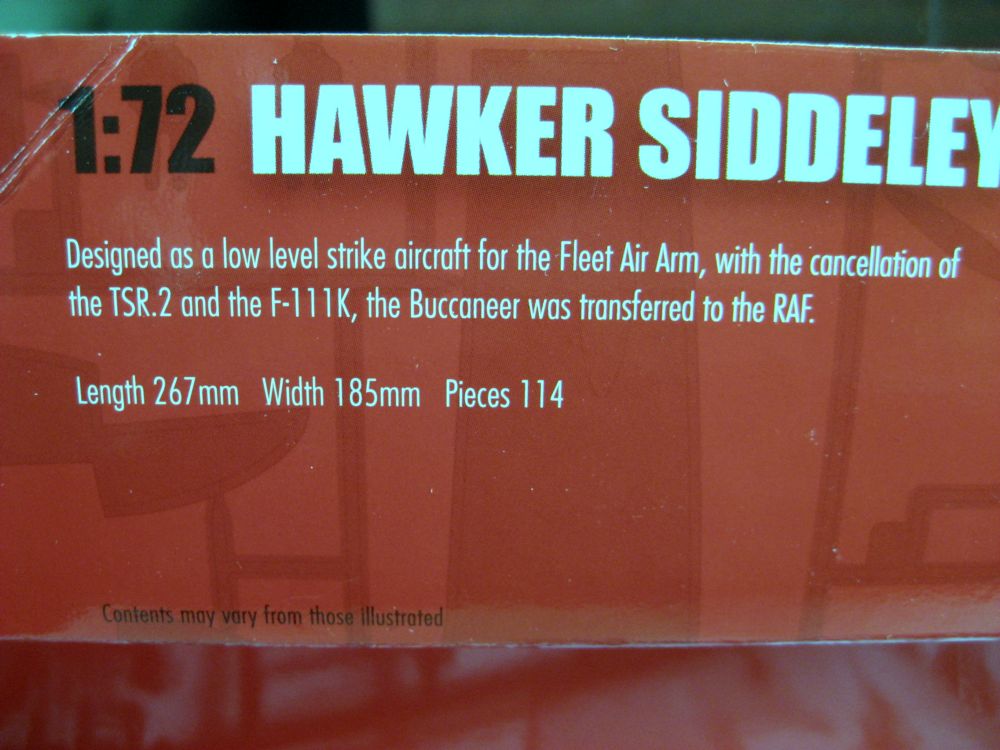 1:72 HAWKER SIDDELEY
Designed as a low level strike aircraft for the Fleet Air Arm, with the cancellation of
the TSR.2 and the F-111K, the Buccaneer was transferred to the RAF.
Length 267mm Width 185mm Pieces 114
Contents may vary from those illustrated